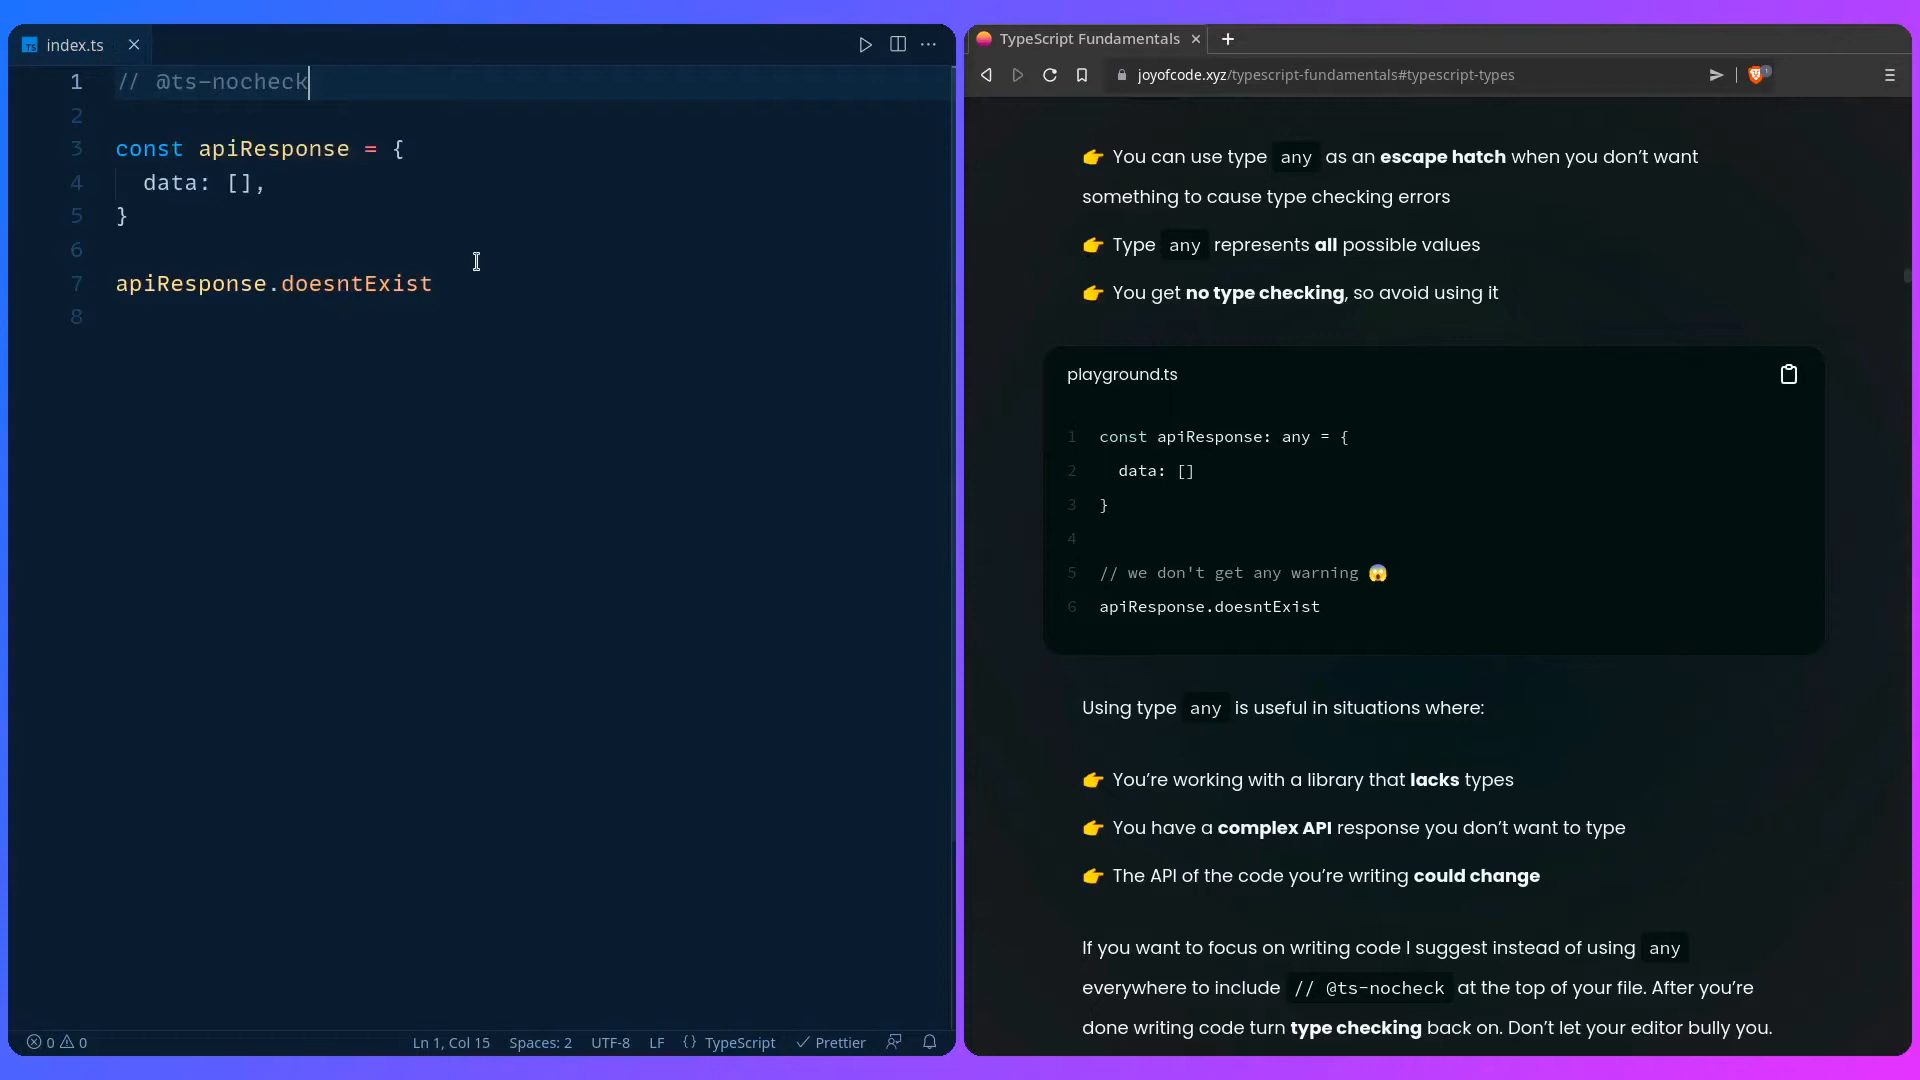 index.ts
1 // @ts-nocheck
2
3 const apiResponse = {
4 data: [],
5 }
6
7 apiResponse.doesntExist
8
0 0 Ln 1, Col 15 Spaces: 2 UTF-8 LF {} TypeScript Prettier
TypeScript Fundamentals
joyofcode.xyz/typescript-fundamentals#typescript-types
1
👉 You can use type any as an escape hatch when you don’t want
something to cause type checking errors
👉 Type any represents all possible values
👉 You get no type checking, so avoid using it
playground.ts
1 const apiResponse: any = {
2 data: []
3 }
4
5 // we don't get any warning 😱
6 apiResponse.doesntExist
Using type any is useful in situations where:
👉 You’re working with a library that lacks types
👉 You have a complex API response you don’t want to type
👉 The API of the code you’re writing could change
If you want to focus on writing code I suggest instead of using any
everywhere to include // @ts-nocheck at the top of your file. After you’re
done writing code turn type checking back on. Don’t let your editor bully you.